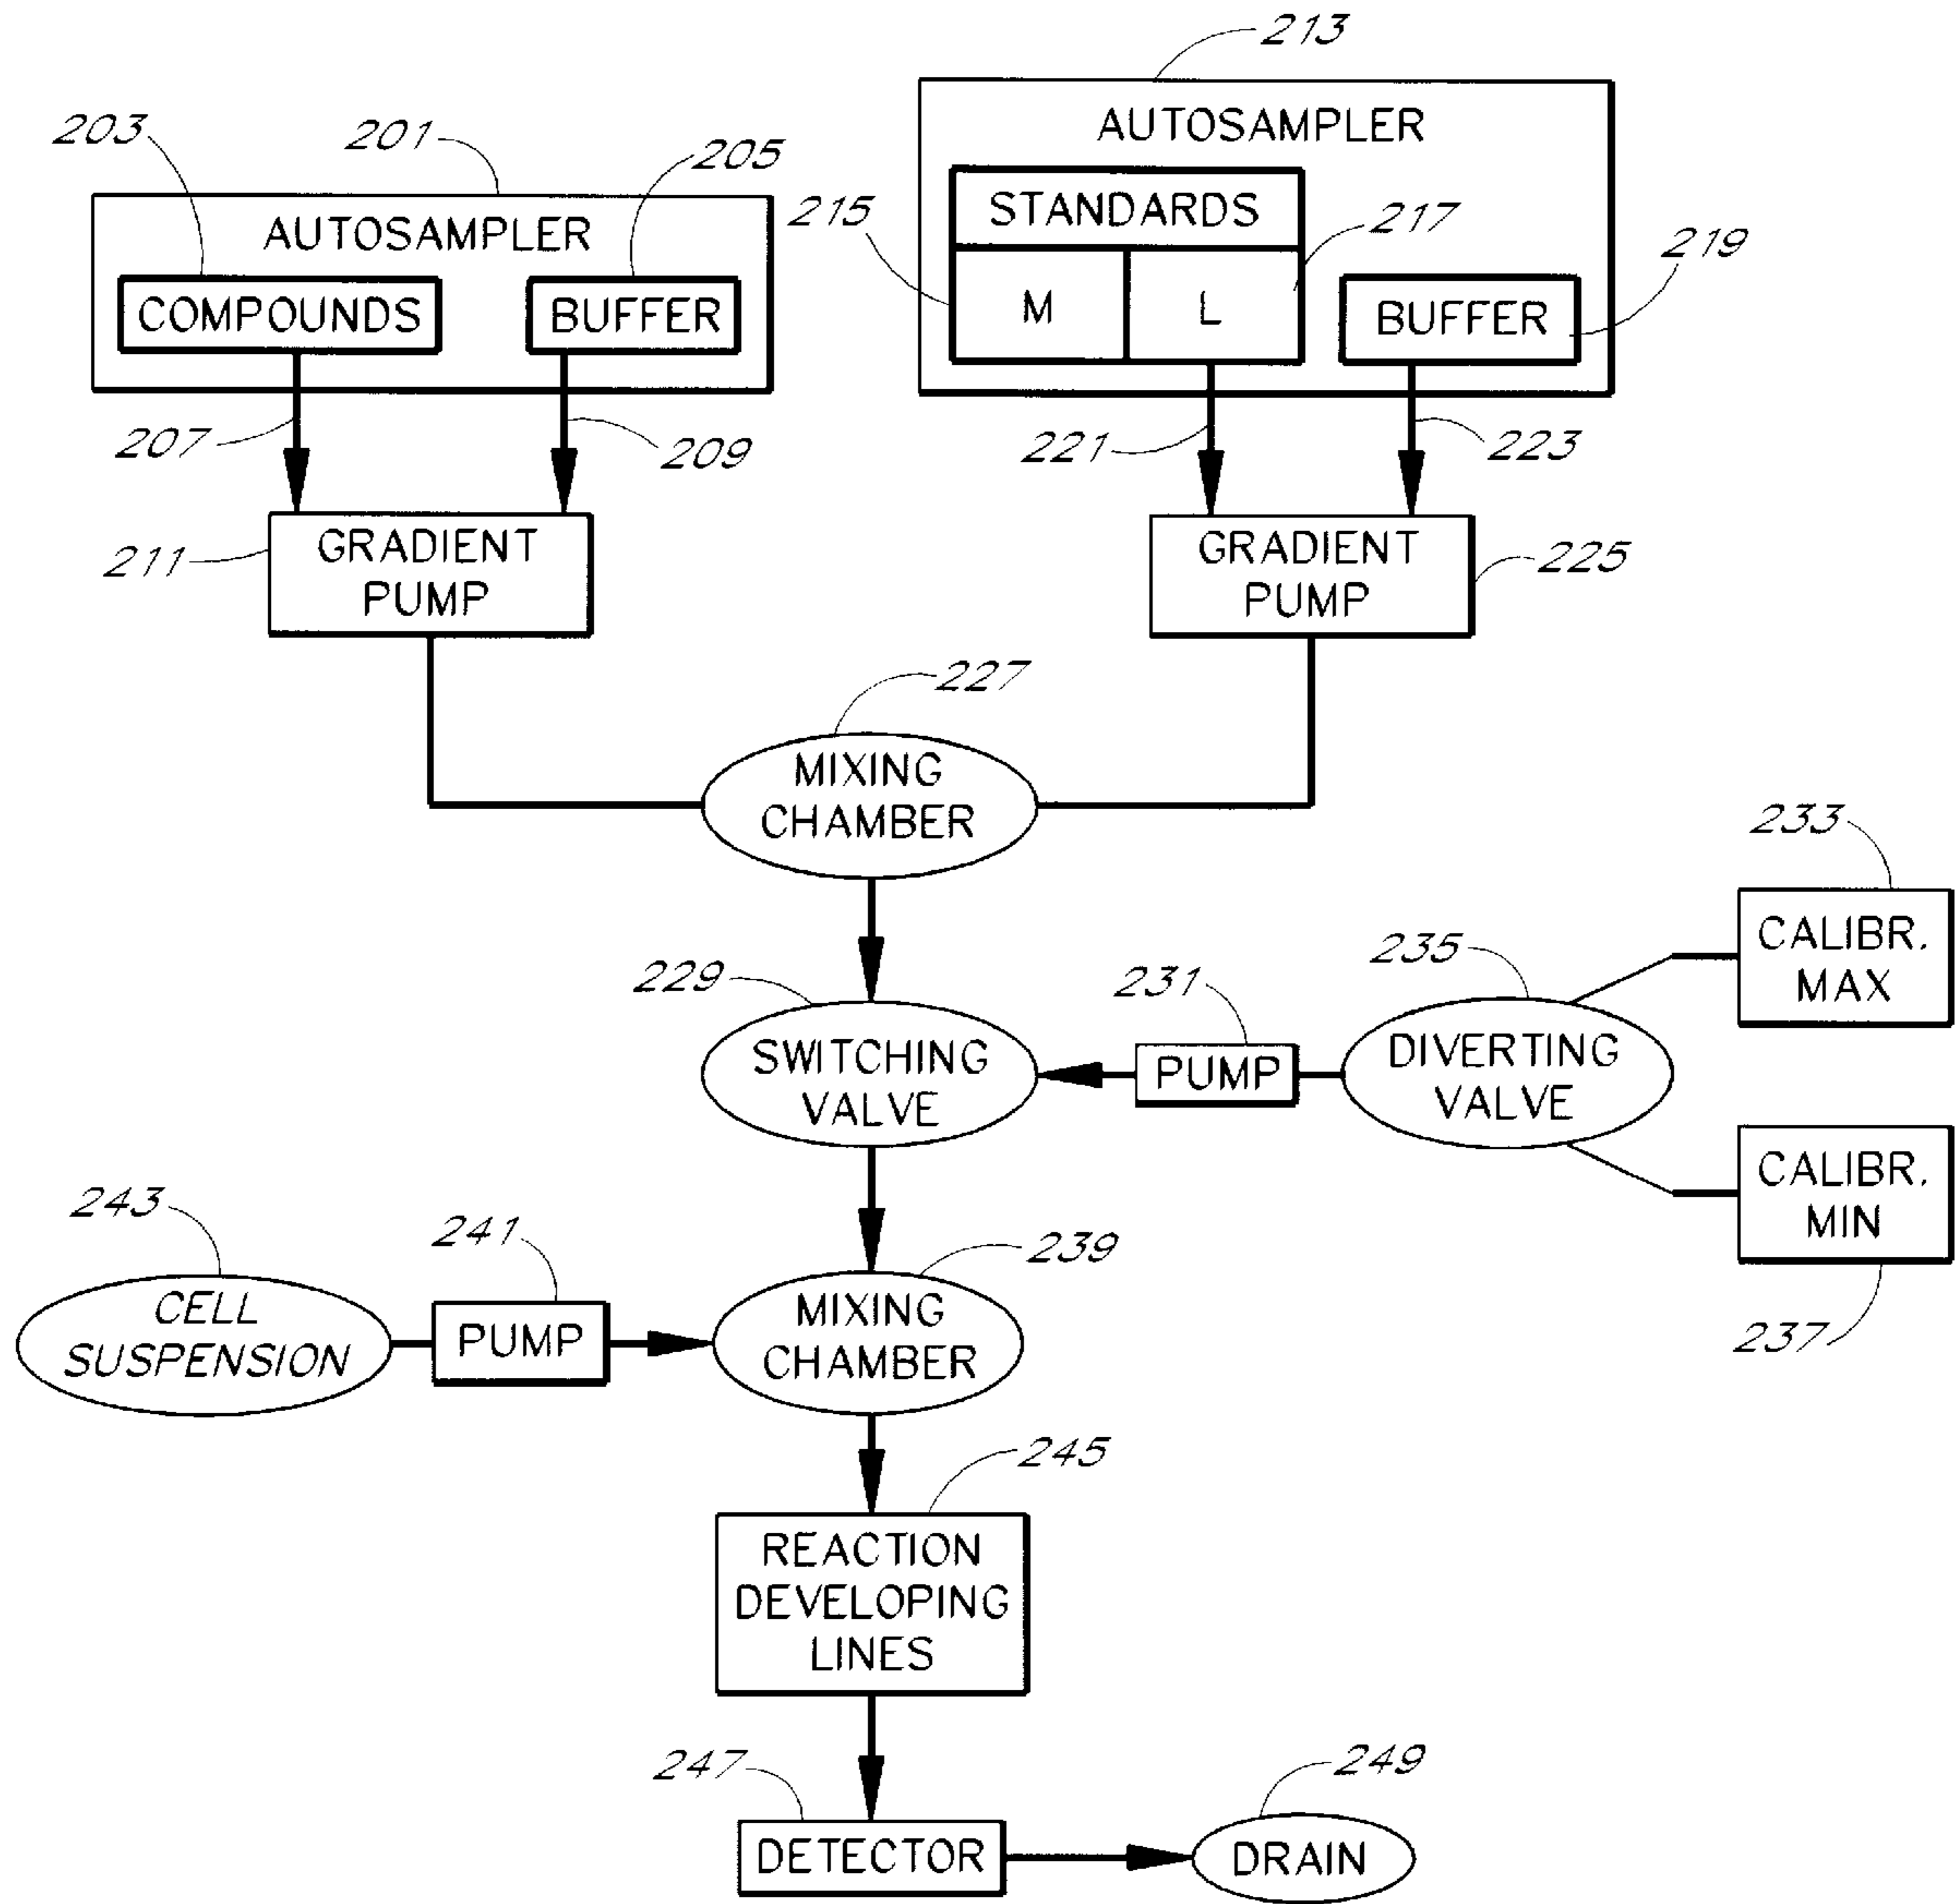 213
AUTOSAMPLER
203
201
205
STANDARDS
215
217
219
AUTOSAMPLER
COMPOUNDS
BUFFER
M
L
BUFFER
207
209
221
223
211
GRADIENT
PUMP
GRADIENT
PUMP
225
227
MIXING
CHAMBER
233
CALIBR.
MAX
229
231
235
SWITCHING
VALVE
PUMP
DIVERTING
VALVE
CALIBR.
MIN
237
243
241
239
CELL
SUSPENSION
PUMP
MIXING
CHAMBER
245
REACTION
DEVELOPING
LINES
247
249
DETECTOR
DRAIN